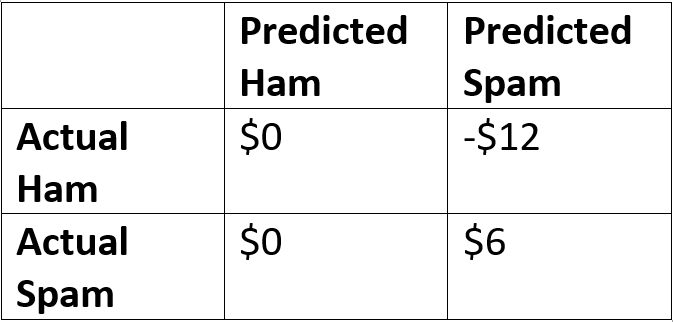 Predicted Predicted
Ham Spam
Actual $0 -$12
Ham
Actual $0 $6
Spam